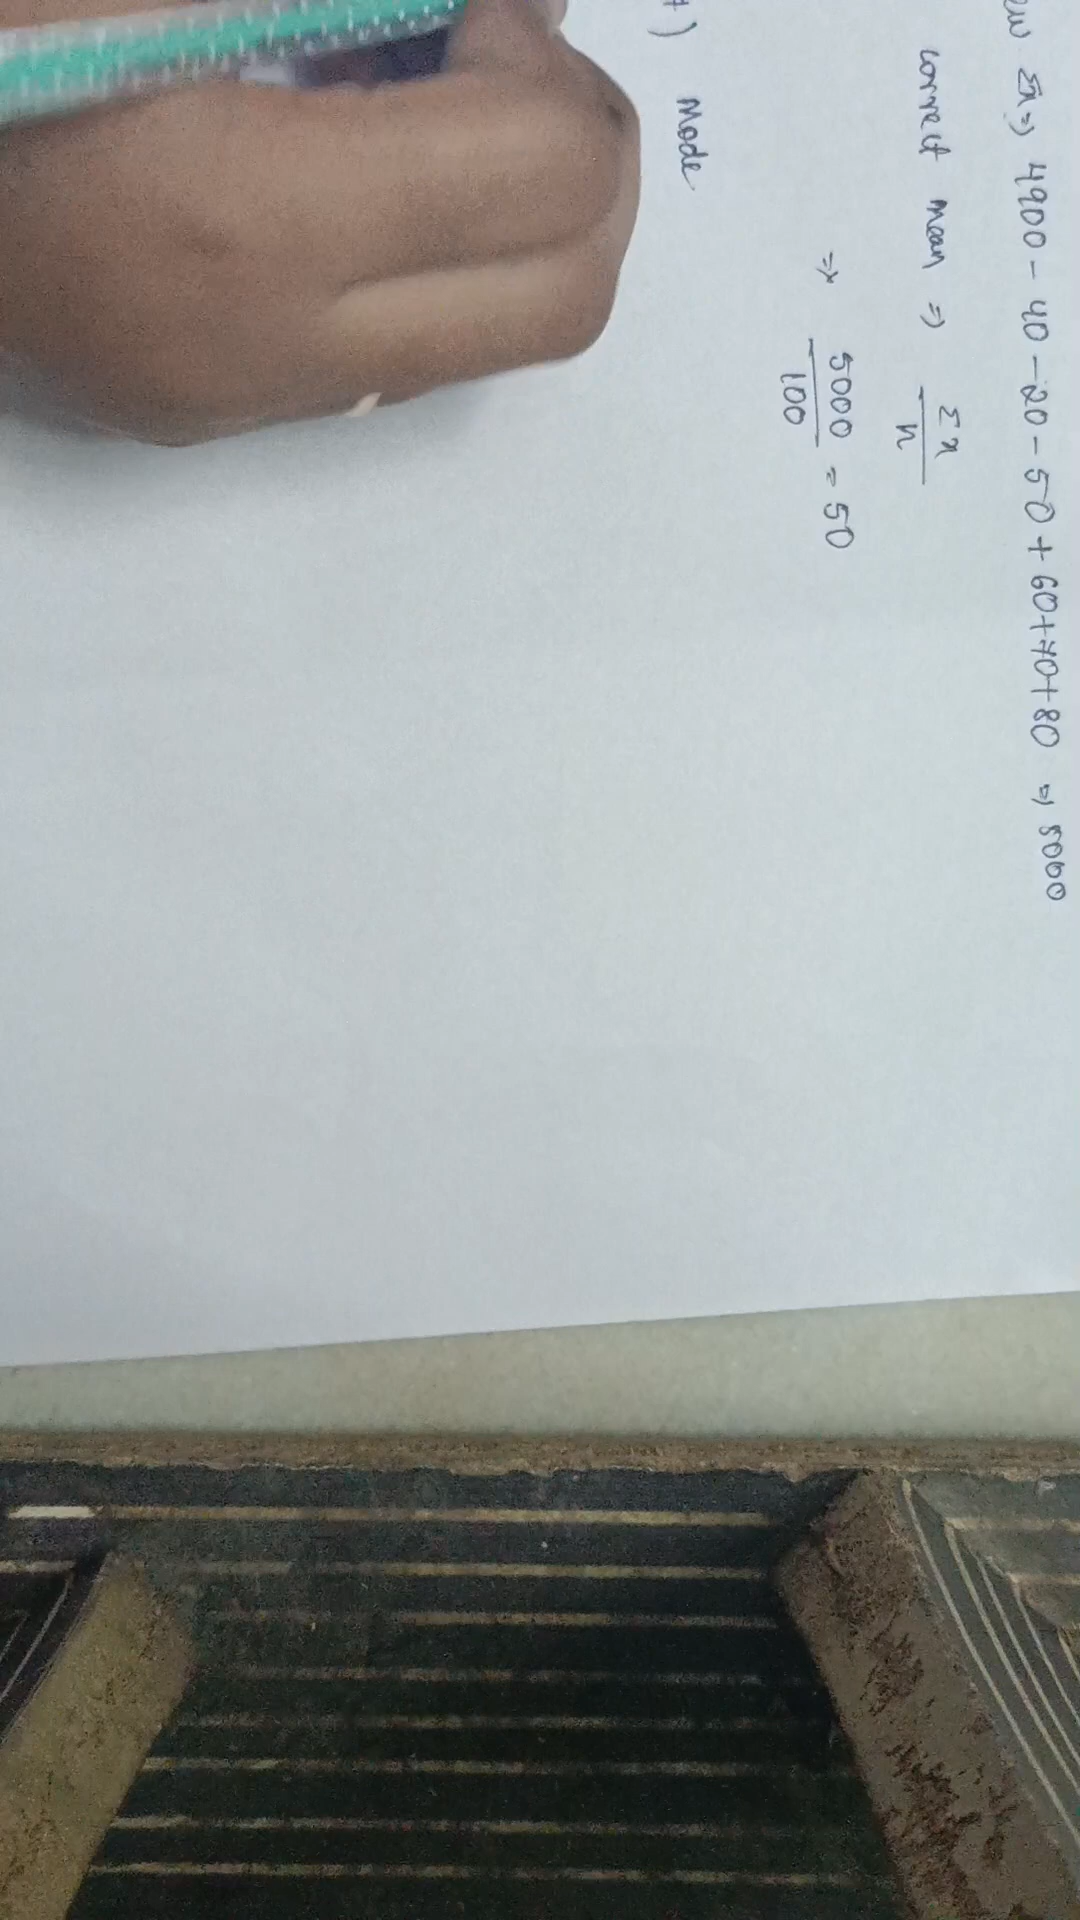 Σx => 4900 - 40 - 20 - 50 + 60 + 70 + 80 => 5000
correct mean => Σx/n
=> 5000/100 = 50
) Mode